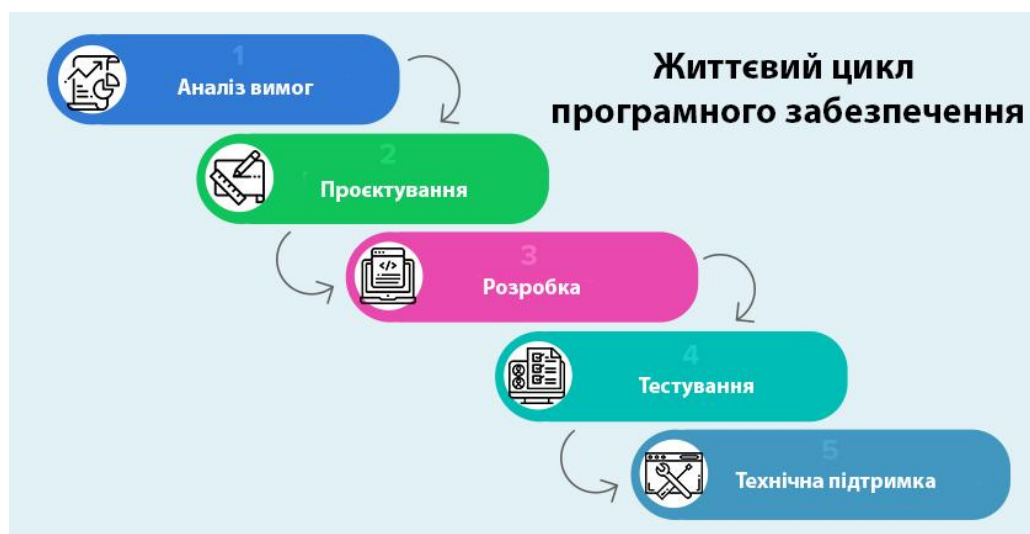 Життєвий цикл
програмного забезпечення
1
Аналіз вимог
2
Проєктування
3
Розробка
4
Тестування
5
Технічна підтримка